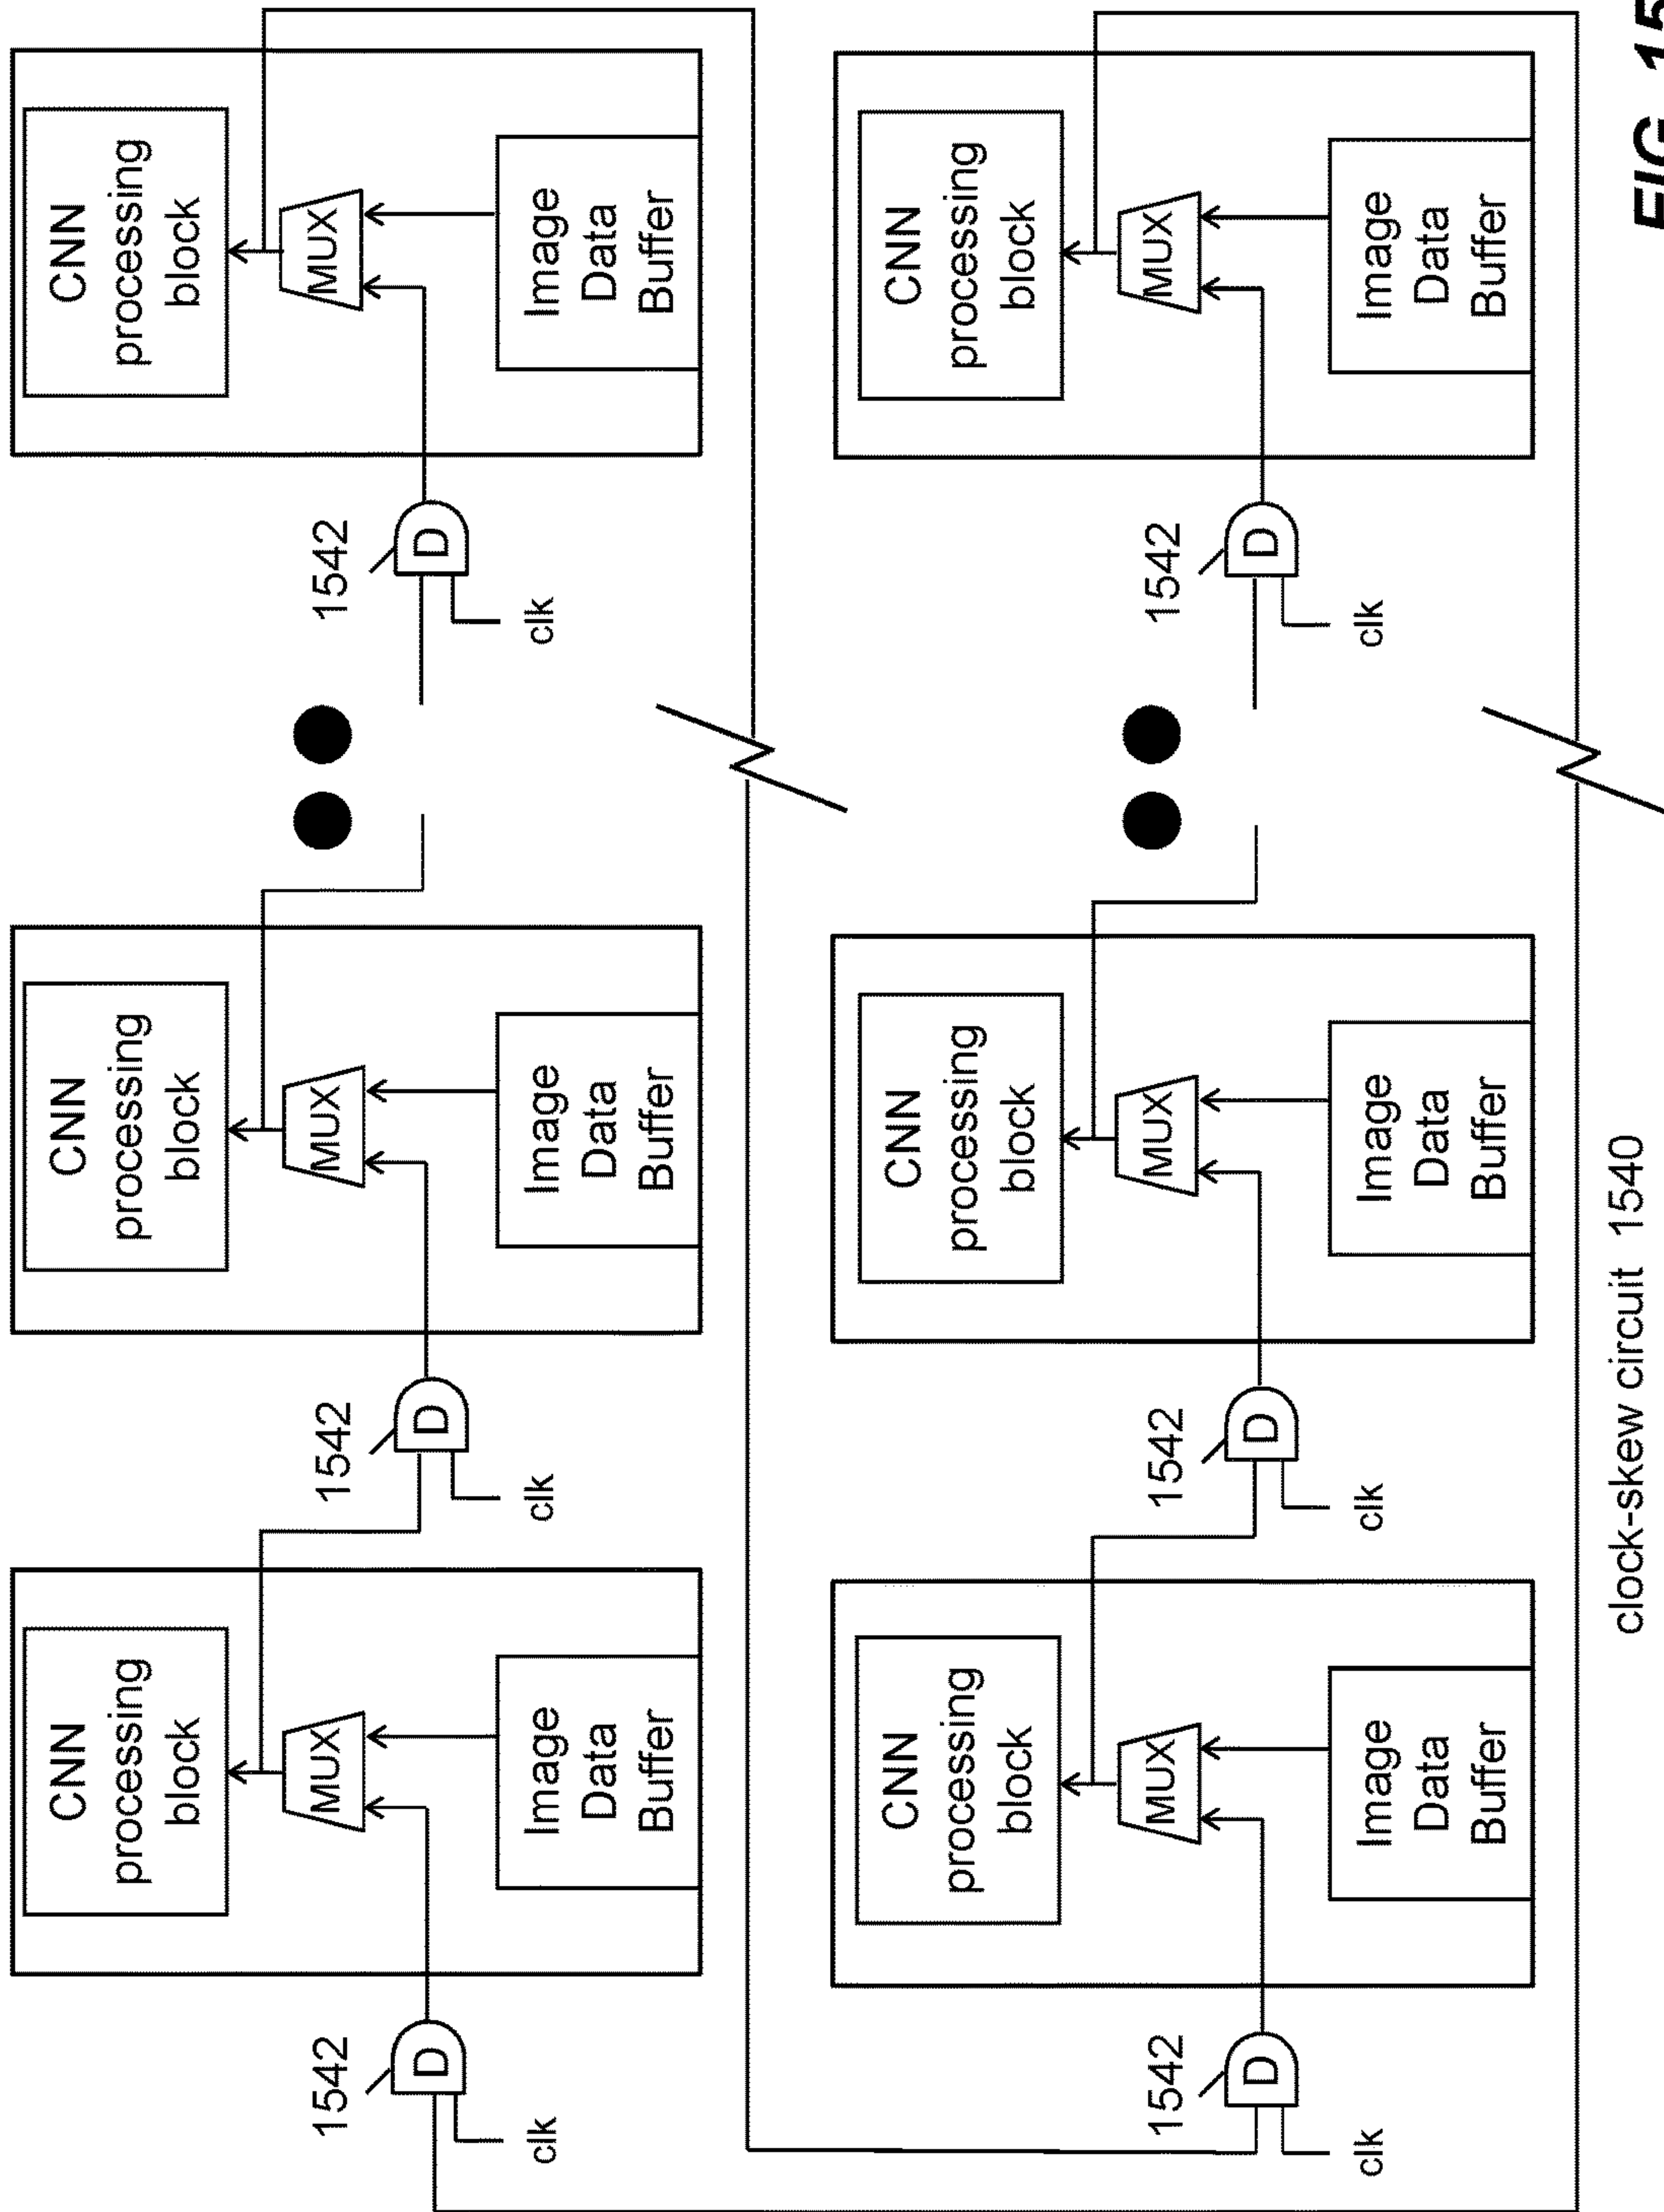 CNN
processing
block
CNN
processing
block
CNN
processing
block
1542
MUX
1542
MUX
1542
MUX
D
D
D
clk
Image
Data
Buffer
clk
Image
Data
Buffer
clk
Image
Data
Buffer
CNN
processing
block
CNN
processing
block
CNN
processing
block
1542
MUX
1542
MUX
1542
MUX
D
D
D
clk
Image
Data
Buffer
clk
Image
Data
Buffer
clk
Image
Data
Buffer
clock-skew circuit 1540
FIG. 15